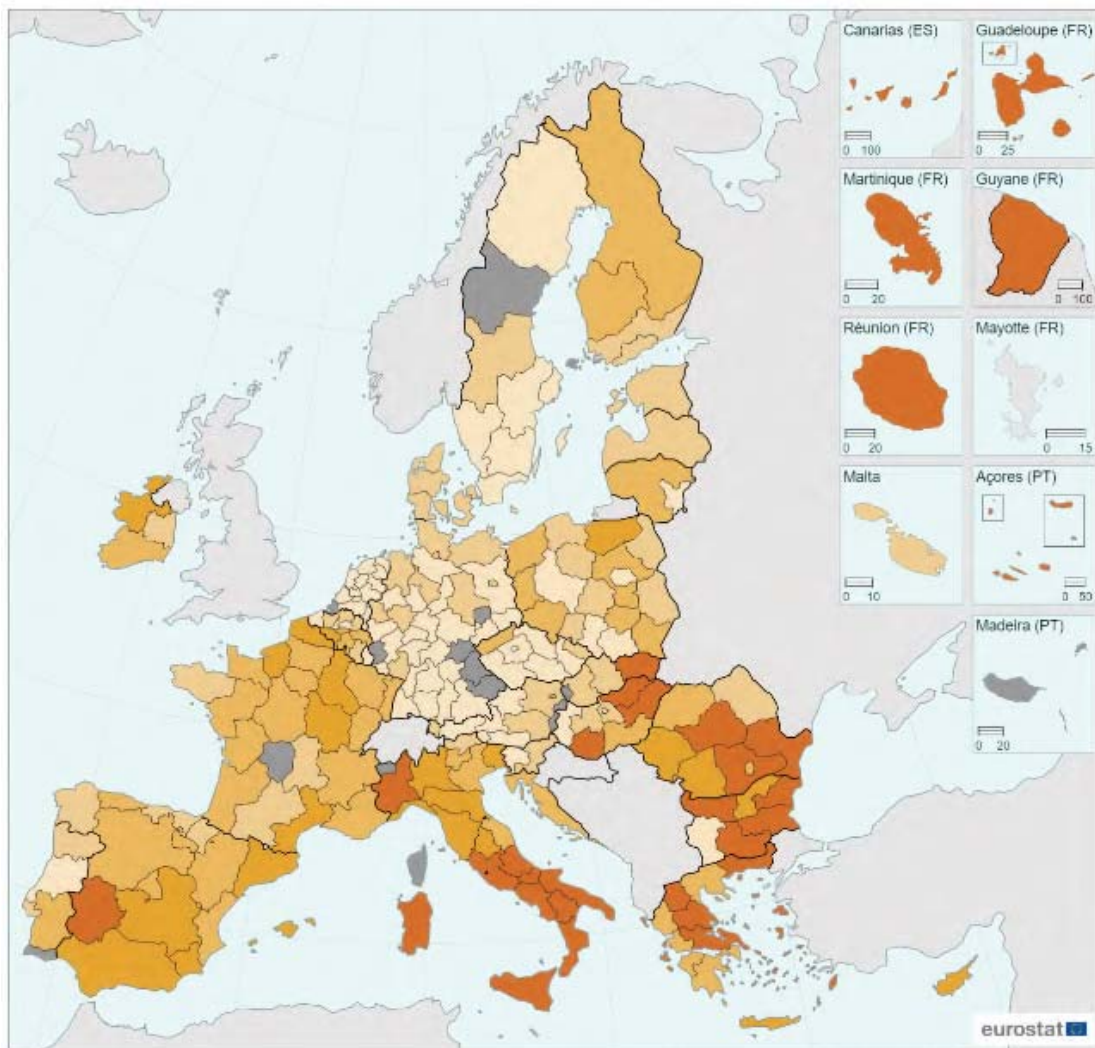 Canarias (ES)
0 100
Guadeloupe (FR)
0 25
Martinique (FR)
0 20
Guyane (FR)
0 100
Réunion (FR)
0 20
Mayotte (FR)
0 15
Malta
0 10
Açores (PT)
0 50
Madeira (PT)
0 20
eurostat